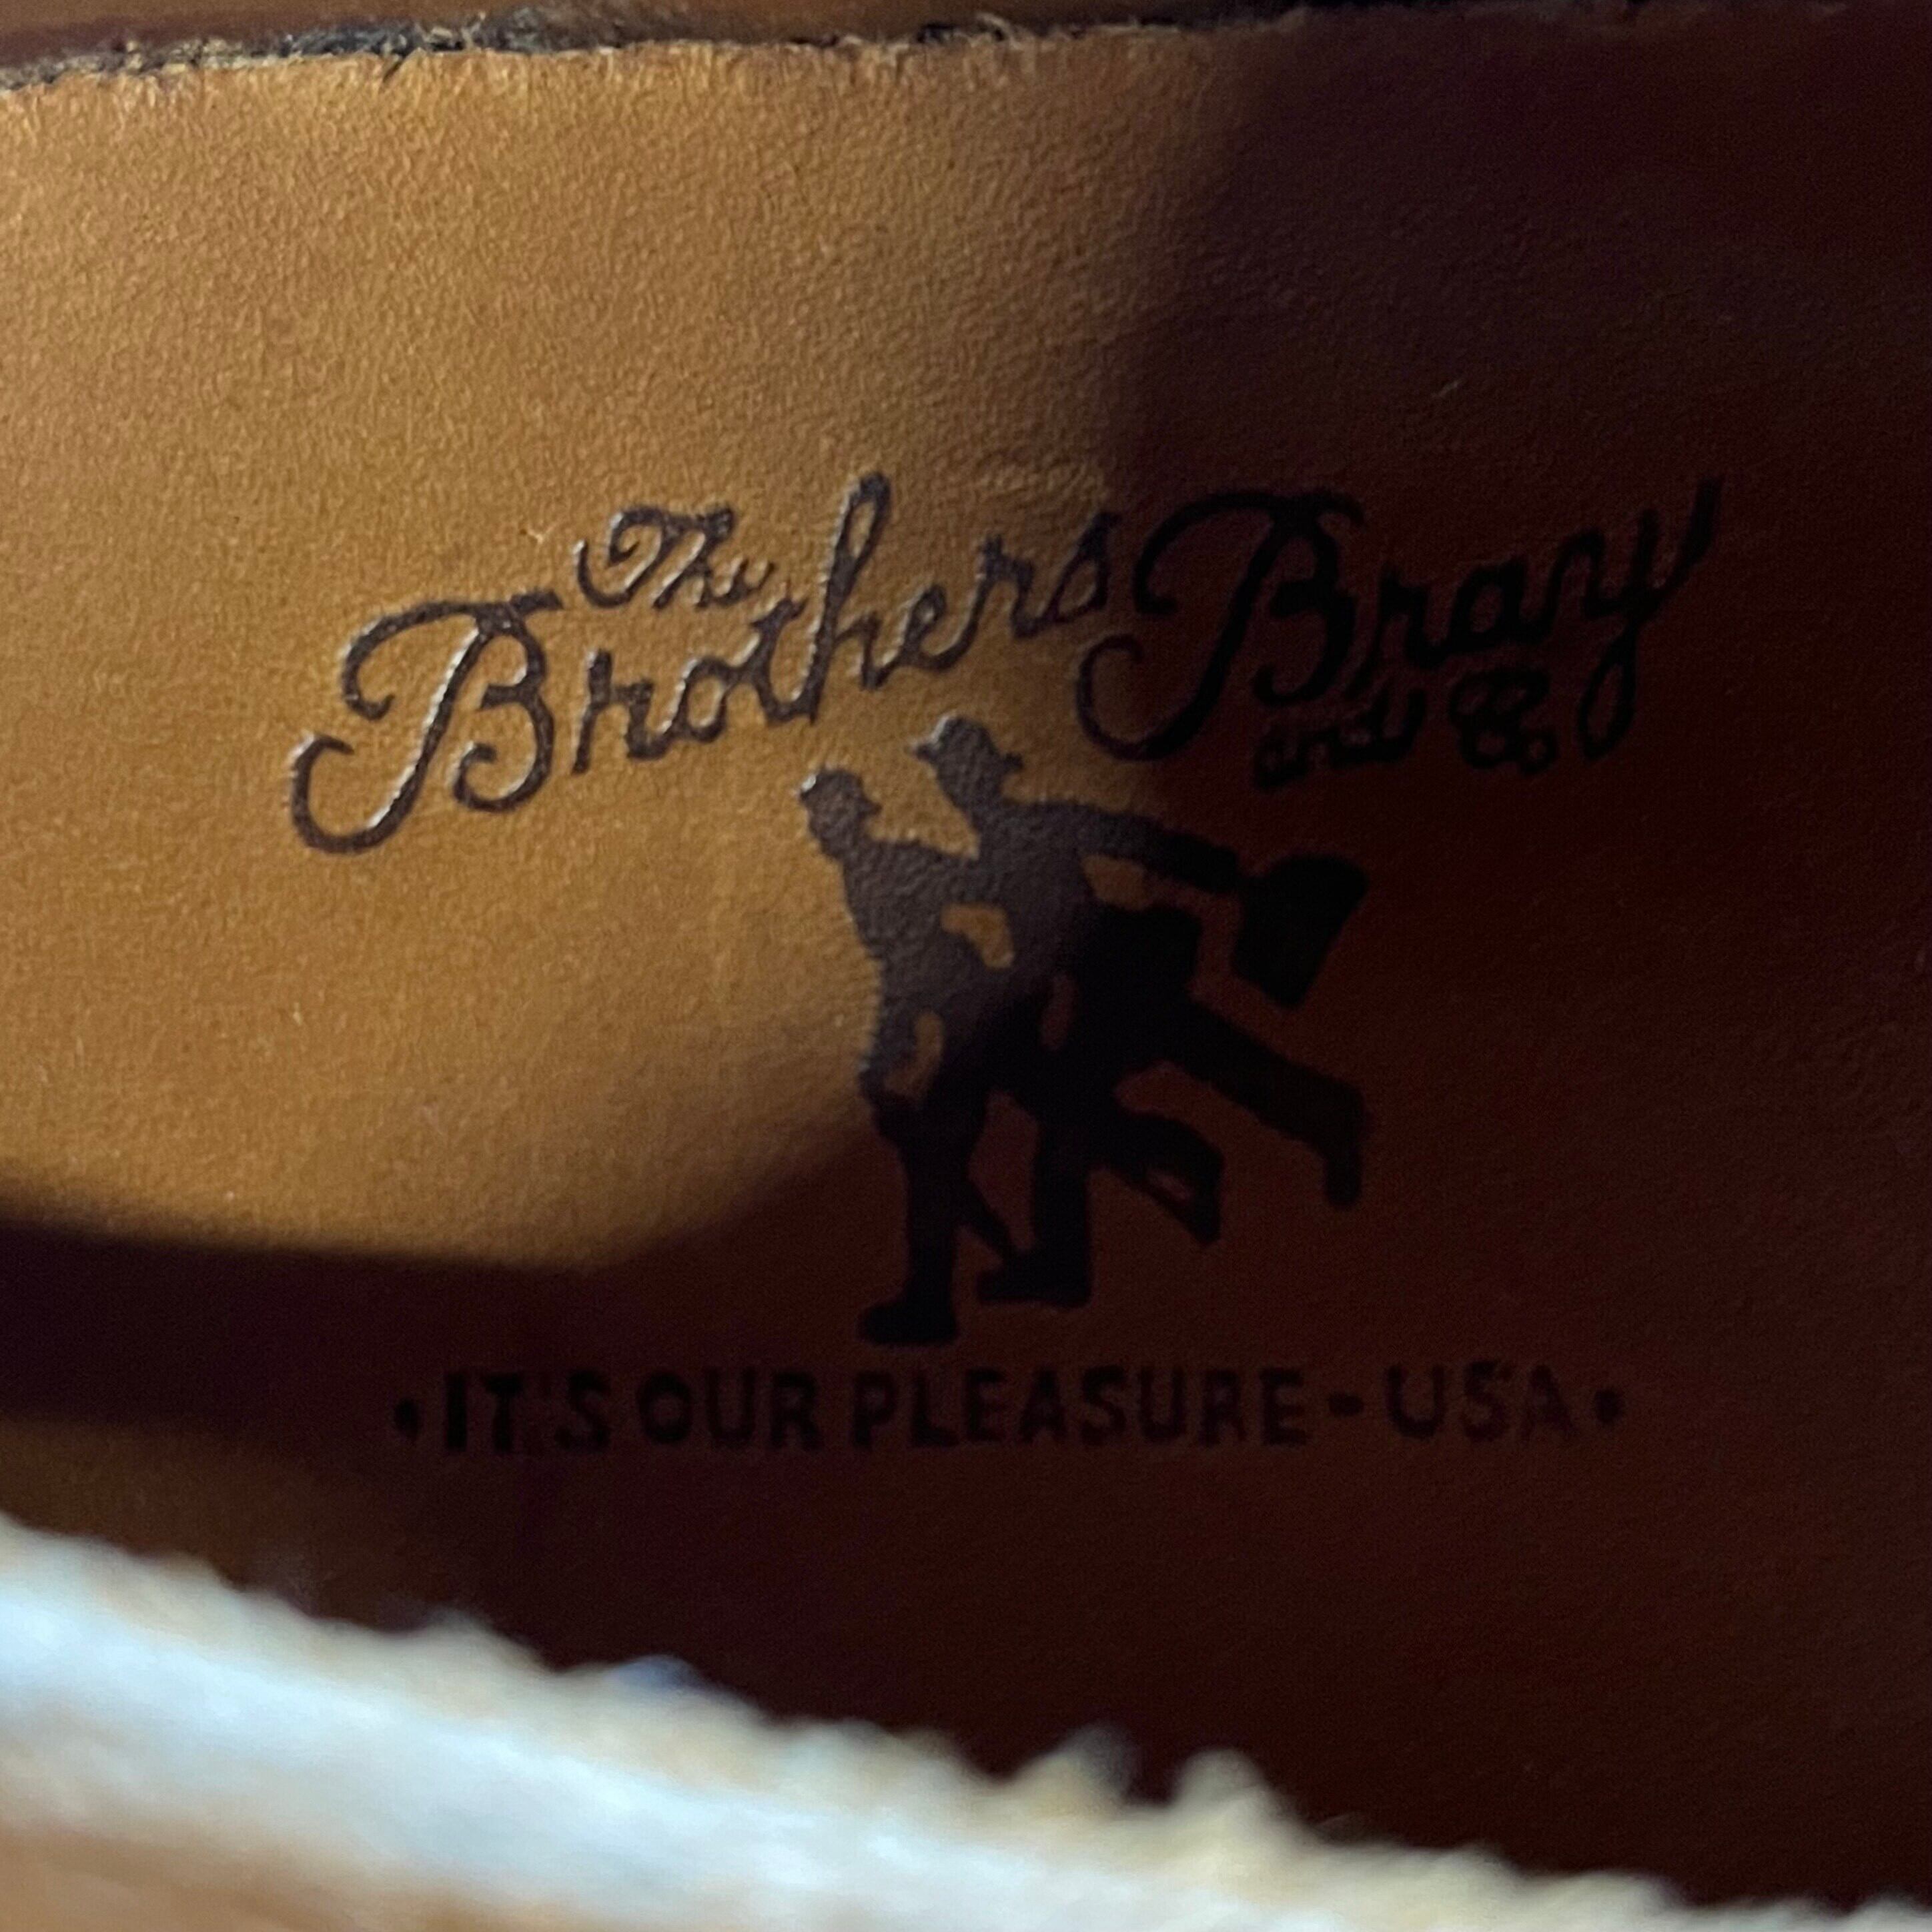 The
Brothers Bray
and Co
• IT'S OUR PLEASURE - USA •